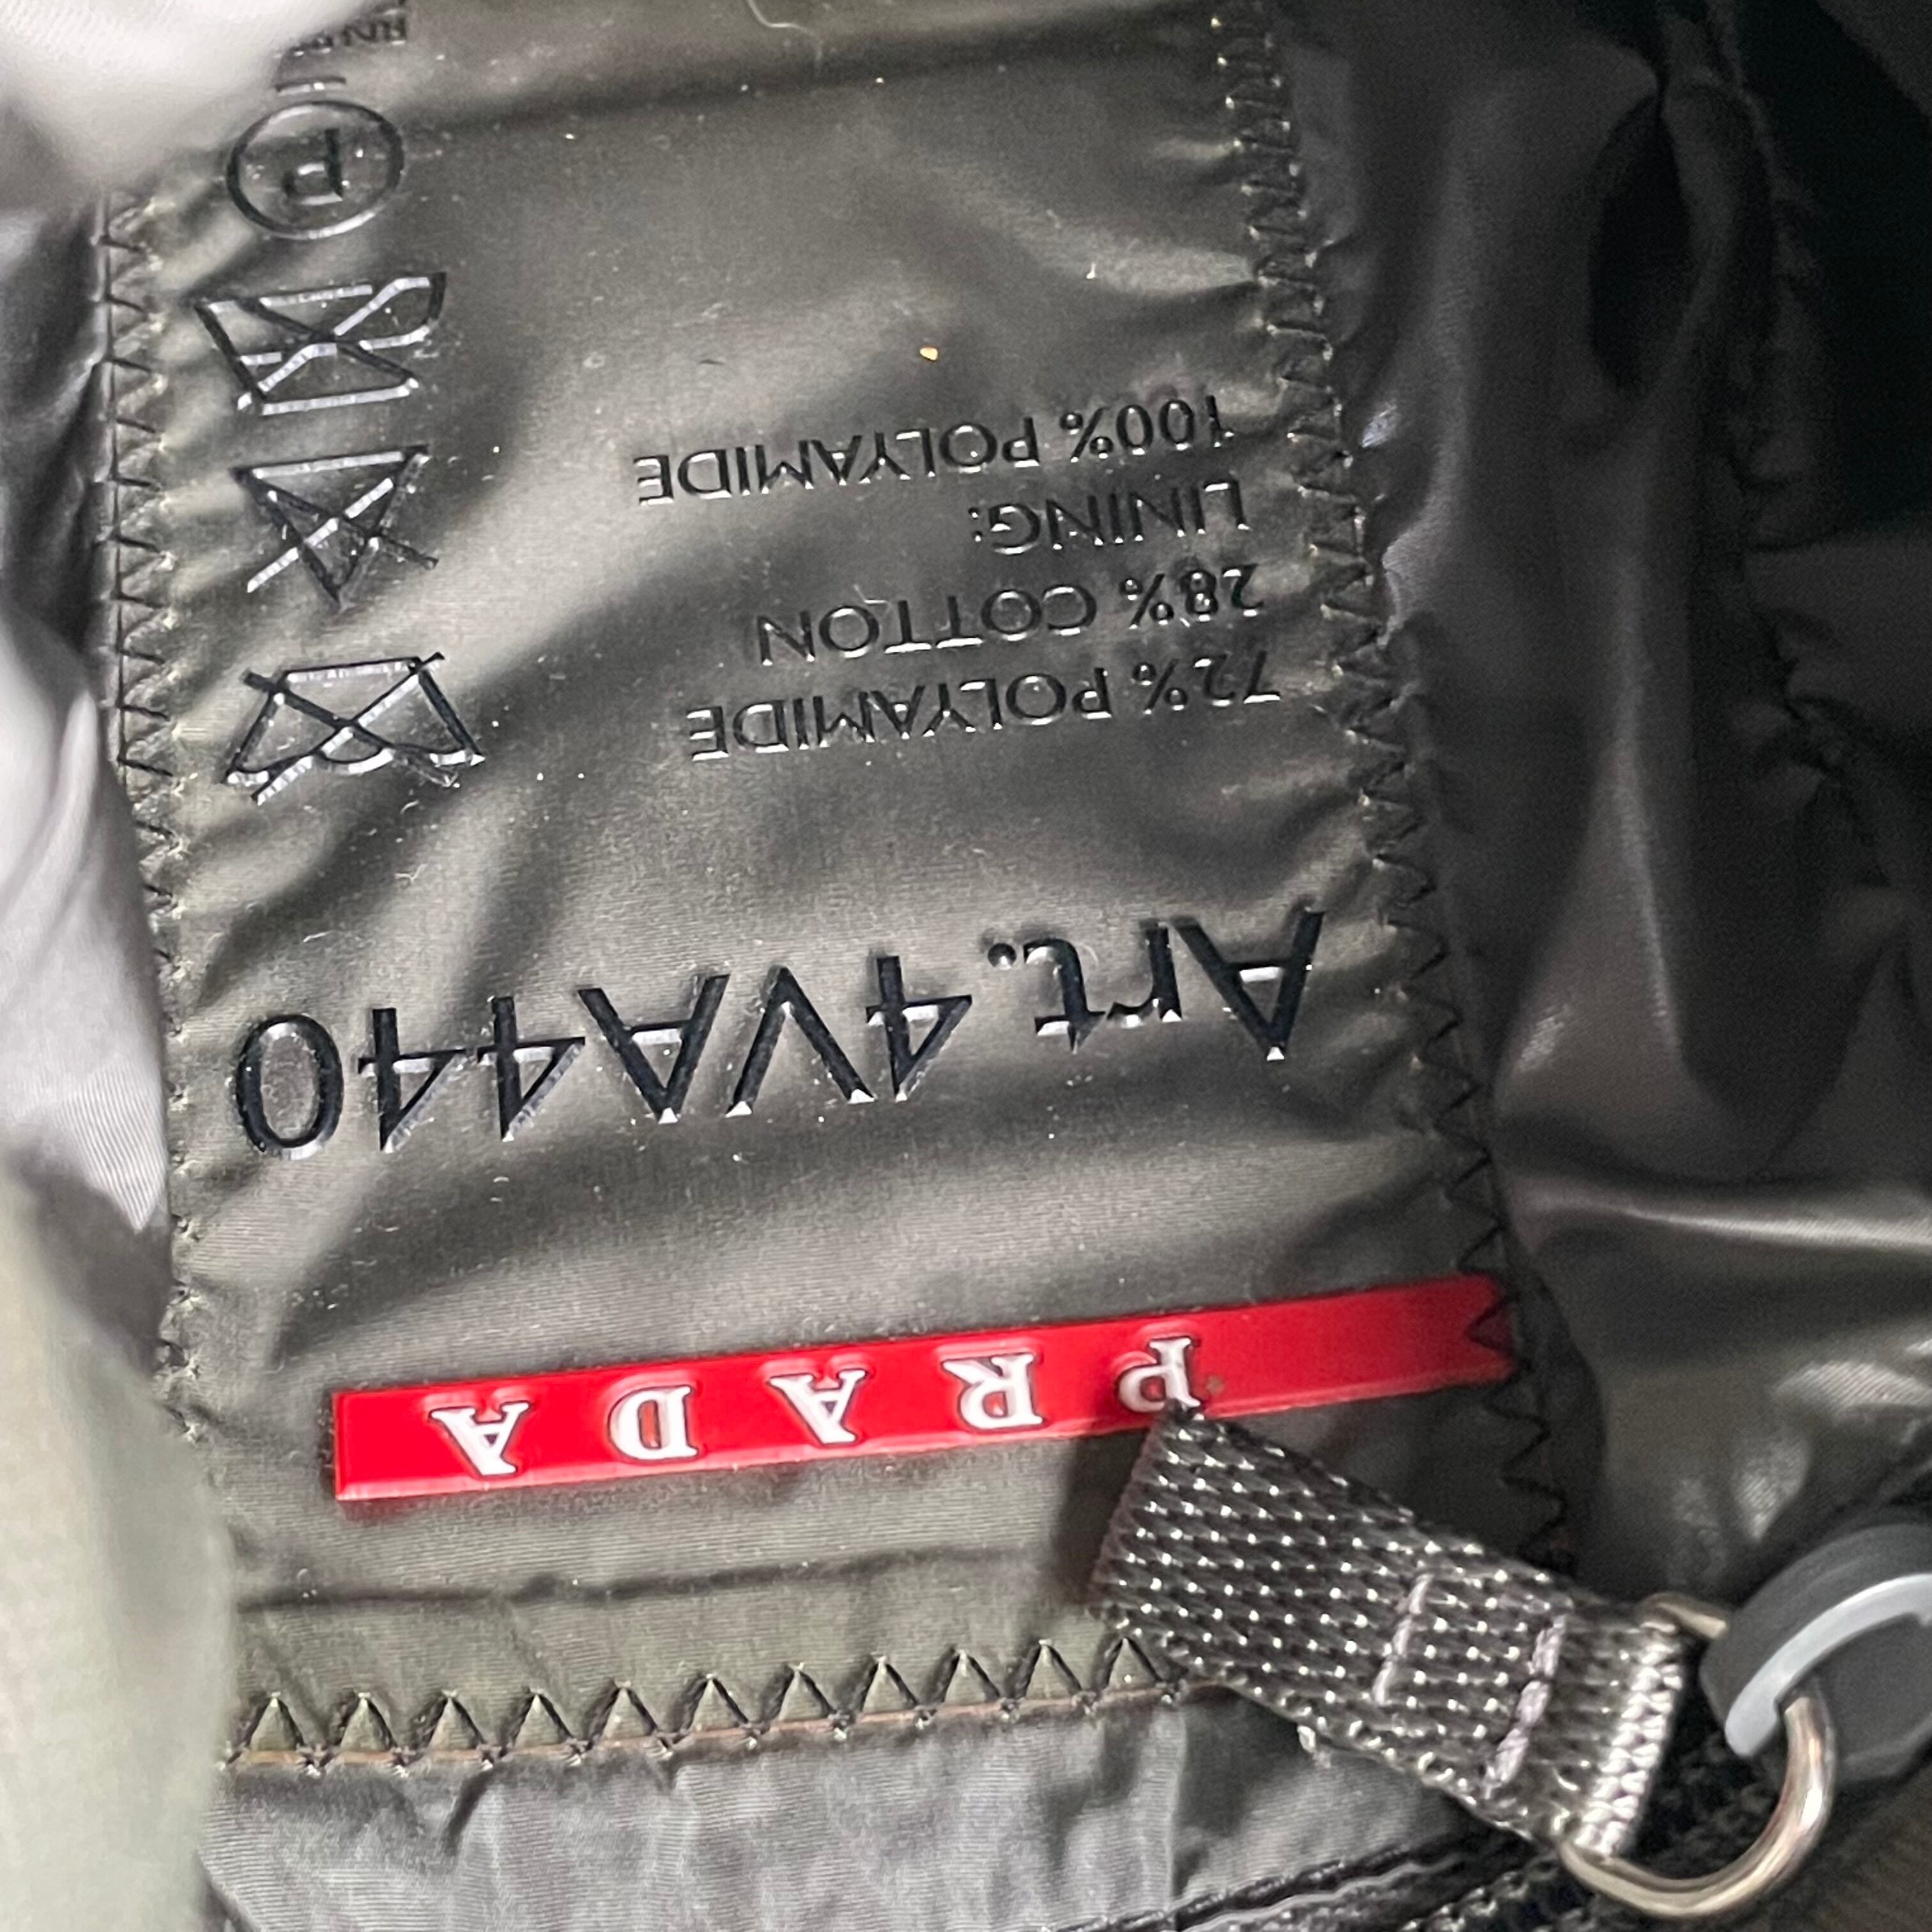 PRADA
Art. 4VA440
72% POLYAMIDE
28% COTTON
LINING:
100% POLYAMIDE
P